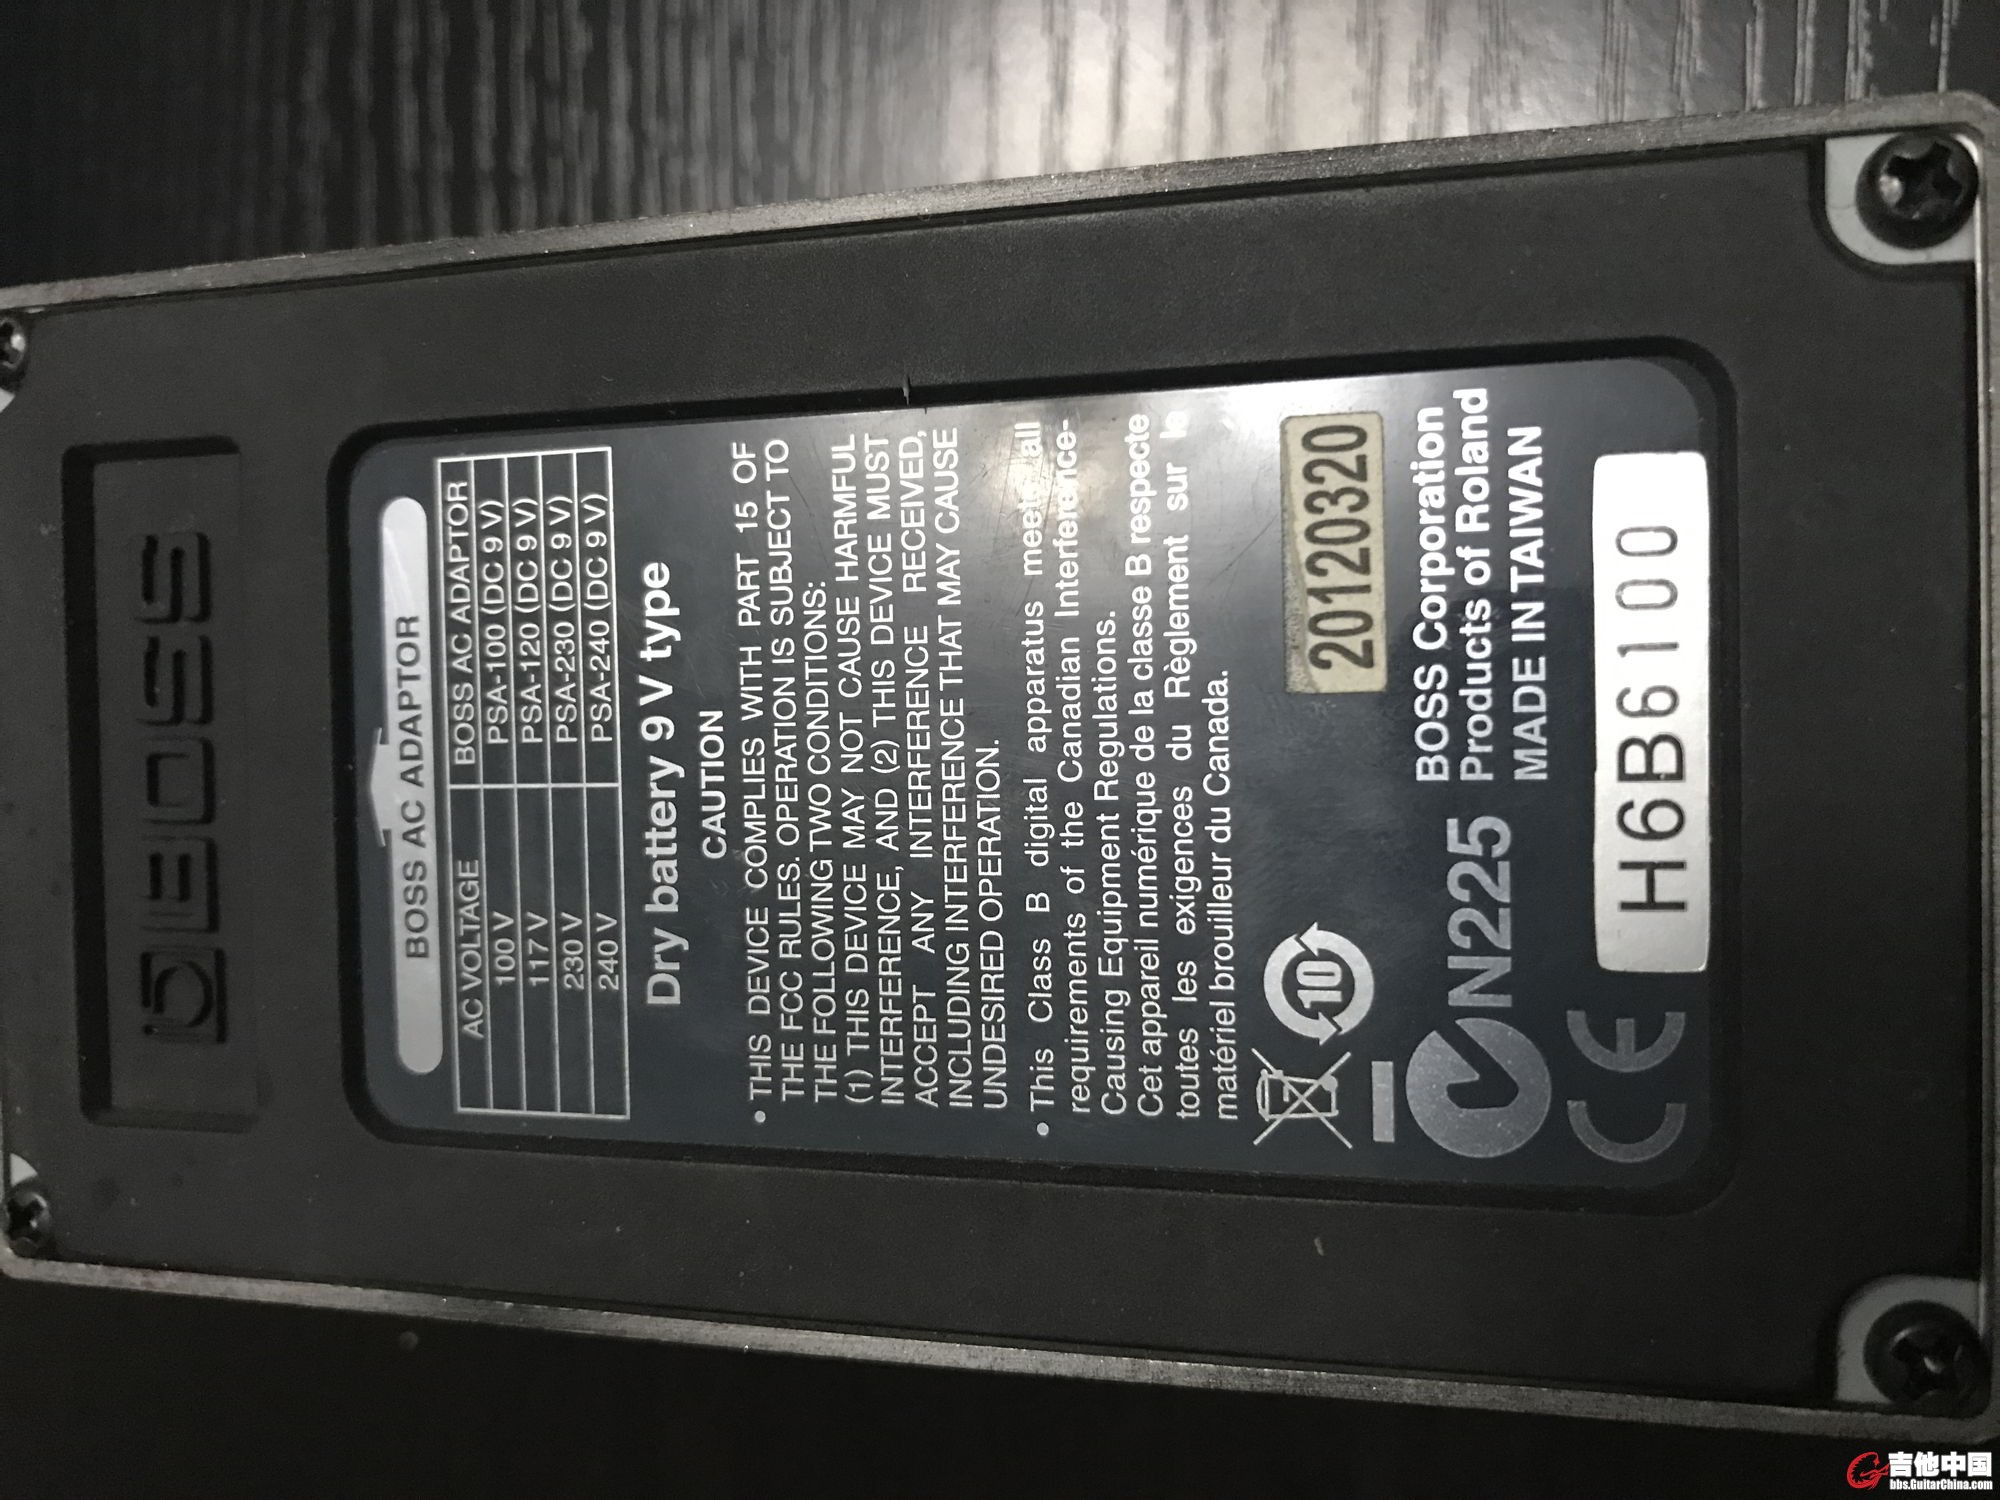 BOSS
BOSS AC ADAPTOR
AC VOLTAGE BOSS AC ADAPTOR
100 V PSA-100 (DC 9 V)
117 V PSA-120 (DC 9 V)
230 V PSA-230 (DC 9 V)
240 V PSA-240 (DC 9 V)
Dry battery 9 V type
CAUTION
• THIS DEVICE COMPLIES WITH PART 15 OF
THE FCC RULES. OPERATION IS SUBJECT TO
THE FOLLOWING TWO CONDITIONS:
(1) THIS DEVICE MAY NOT CAUSE HARMFUL
INTERFERENCE, AND (2) THIS DEVICE MUST
ACCEPT ANY INTERFERENCE RECEIVED,
INCLUDING INTERFERENCE THAT MAY CAUSE
UNDESIRED OPERATION.
• This Class B digital apparatus meets all
requirements of the Canadian Interference-
Causing Equipment Regulations.
Cet appareil numérique de la classe B respecte
toutes les exigences du Règlement sur le
matériel brouilleur du Canada.
10
20120320
N225
BOSS Corporation
Products of Roland
MADE IN TAIWAN
CE
H6B6100
吉他中国
bbs.GuitarChina.com